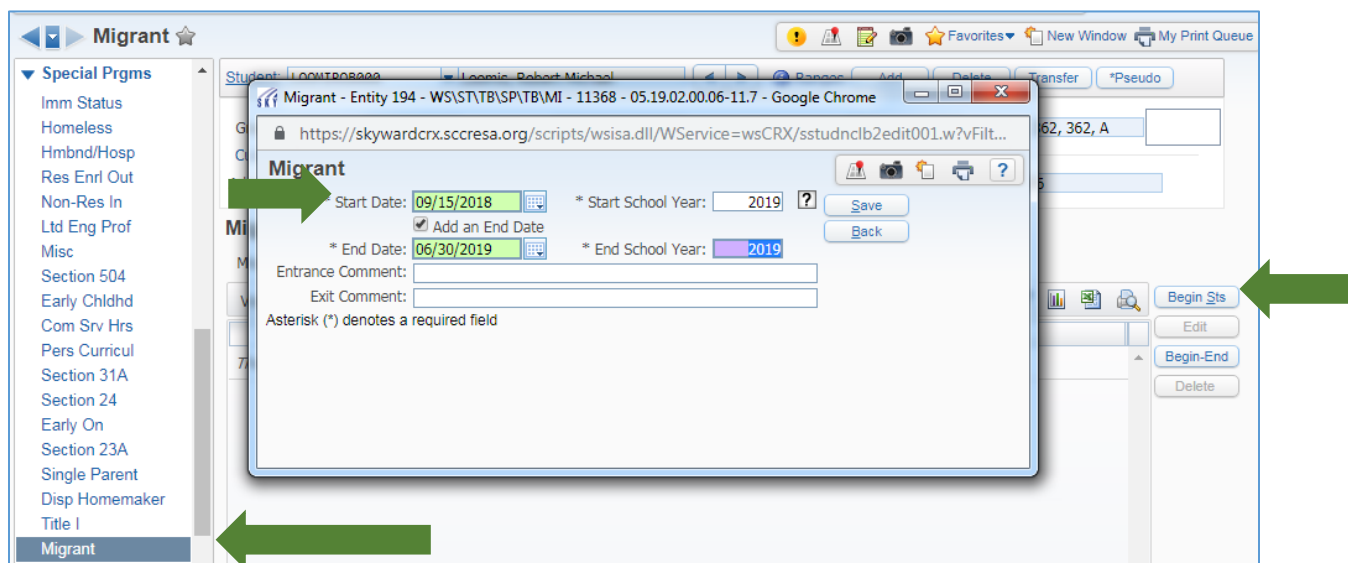 Migrant
Favorites New Window My Print Queue
Special Prgms
Imm Status
Homeless
Hmbnd/Hosp
Res Enrl Out
Non-Res In
Ltd Eng Prof
Misc
Section 504
Early Chldhd
Com Srv Hrs
Pers Curricul
Section 31A
Section 24
Early On
Section 23A
Single Parent
Disp Homemaker
Title I
Migrant
Student: Loomis, Robert Michael Ranges Add Delete Transfer *Pseudo
362, 362, A
Migrant - Entity 194 - WS\ST\TB\SP\TB\MI - 11368 - 05.19.02.00.06-11.7 - Google Chrome
https://skywardcrx.sccresa.org/scripts/wsisa.dll/WService=wsCRX/sstudnclb2edit001.w?vFilt...
Migrant
* Start Date: 09/15/2018 * Start School Year: 2019 ? Save
Add an End Date Back
* End Date: 06/30/2019 * End School Year: 2019
Entrance Comment:
Exit Comment:
Asterisk (*) denotes a required field
Begin Sts
Edit
Begin-End
Delete